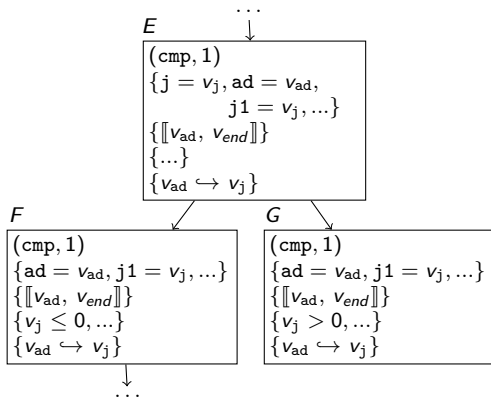 ...
E
(cmp, 1)
{j = v_j, ad = v_ad,
j1 = v_j, ...}
{⟦v_ad, v_end⟧}
{...}
{v_ad ↪ v_j}
F
(cmp, 1)
{ad = v_ad, j1 = v_j, ...}
{⟦v_ad, v_end⟧}
{v_j ≤ 0, ...}
{v_ad ↪ v_j}
...
G
(cmp, 1)
{ad = v_ad, j1 = v_j, ...}
{⟦v_ad, v_end⟧}
{v_j > 0, ...}
{v_ad ↪ v_j}